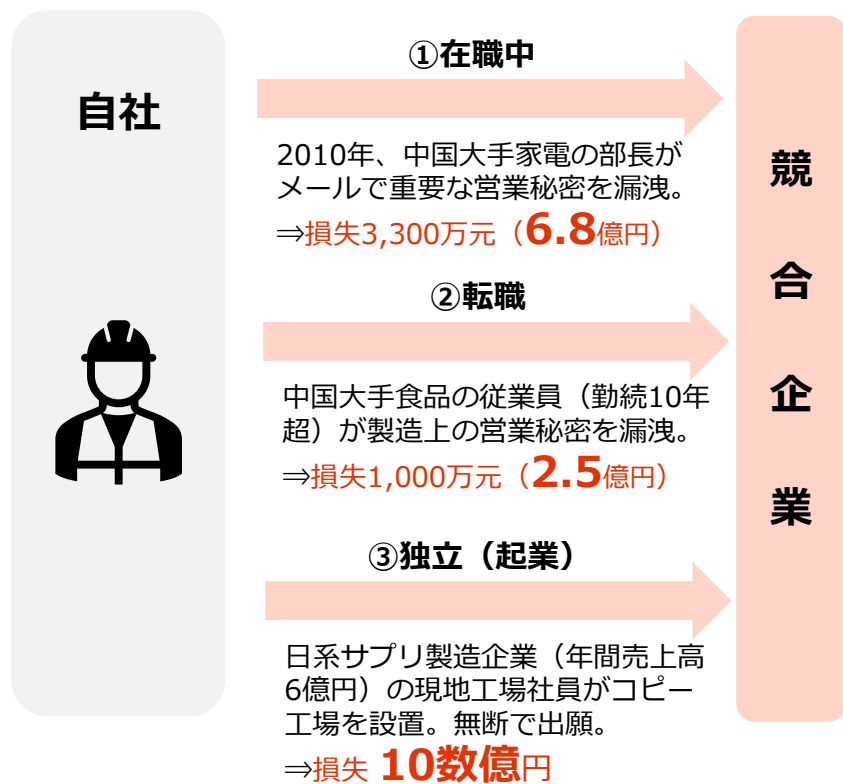 自社
①在職中
2010年、中国大手家電の部長が
メールで重要な営業秘密を漏洩。
⇒損失3,300万元（6.8億円）
②転職
中国大手食品の従業員（勤続10年
超）が製造上の営業秘密を漏洩。
⇒損失1,000万元（2.5億円）
③独立（起業）
日系サプリ製造企業（年間売上高
6億円）の現地工場社員がコピー
工場を設置。無断で出願。
⇒損失 10数億円
競合企業